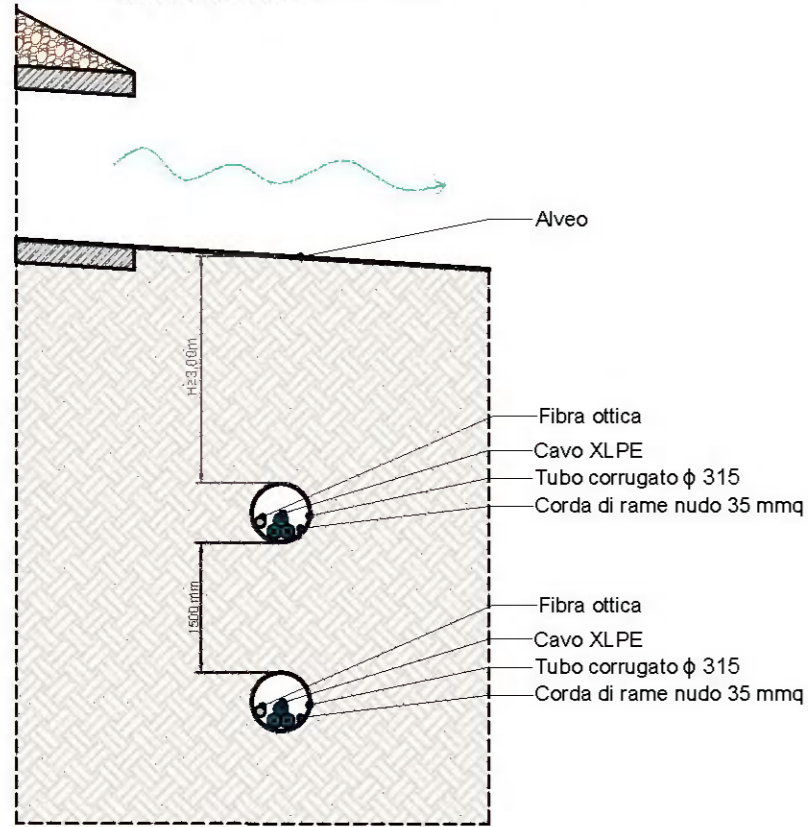 Alveo
H≥3,00m
Fibra ottica
Cavo XLPE
Tubo corrugato ϕ 315
Corda di rame nudo 35 mmq
1500 mm
Fibra ottica
Cavo XLPE
Tubo corrugato ϕ 315
Corda di rame nudo 35 mmq